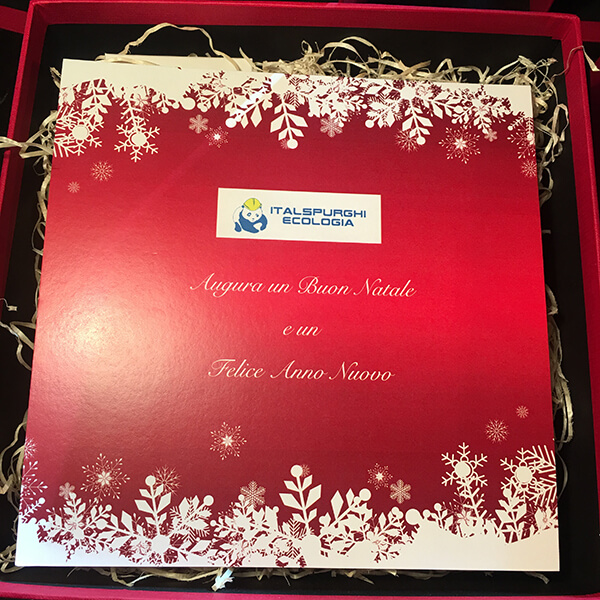 ITALSPURGHI
ECOLOGIA
Augura un Buon Natale
e un
Felice Anno Nuovo